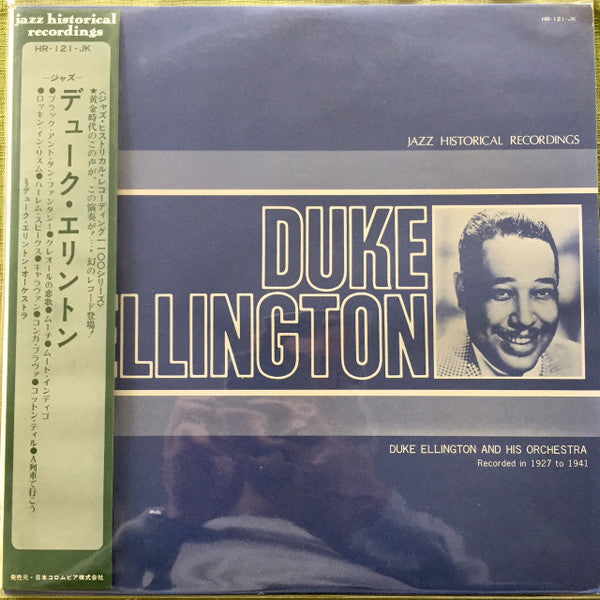 jazz historical
recordings
HR-121-JK
—ジャズ—
デューク・エリントン
〈ジャズ・ヒストリカル・レコーディング一一〇〇シリーズ〉
★黄金時代のこの声が、この演奏が!…幻のレコード登場!
●ブラック・アンド・タン・ファンタジー●クレオールの恋歌●ムーチ●ムード・インディゴ
●ロッキン・イン・リズム●ハーレム・スピークス●キャラヴァン●コンガ・ブラヴァ●コットン・テイル●A列車で行こう
デューク・エリントン・オーケストラ
発売元・日本コロムビア株式会社
HR-121-JK
JAZZ HISTORICAL RECORDINGS
DUKE
ELLINGTON
DUKE ELLINGTON AND HIS ORCHESTRA
Recorded in 1927 to 1941